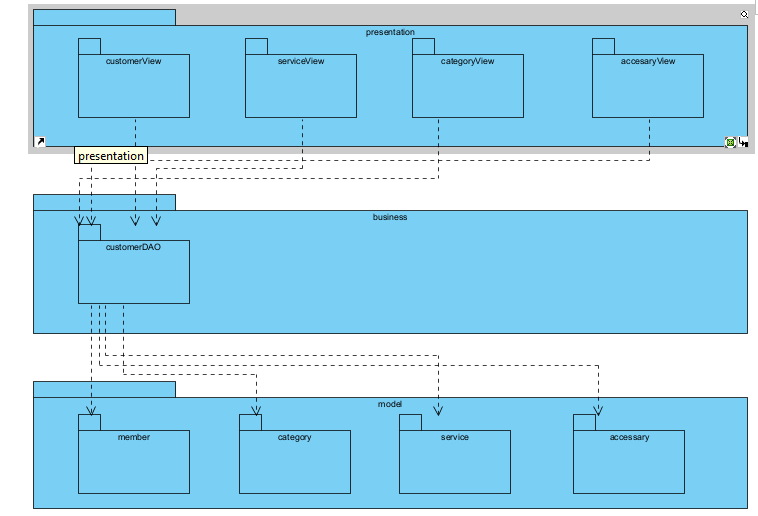 presentation
customerView
serviceView
categoryView
accesaryView
presentation
business
customerDAO
model
member
category
service
accessary